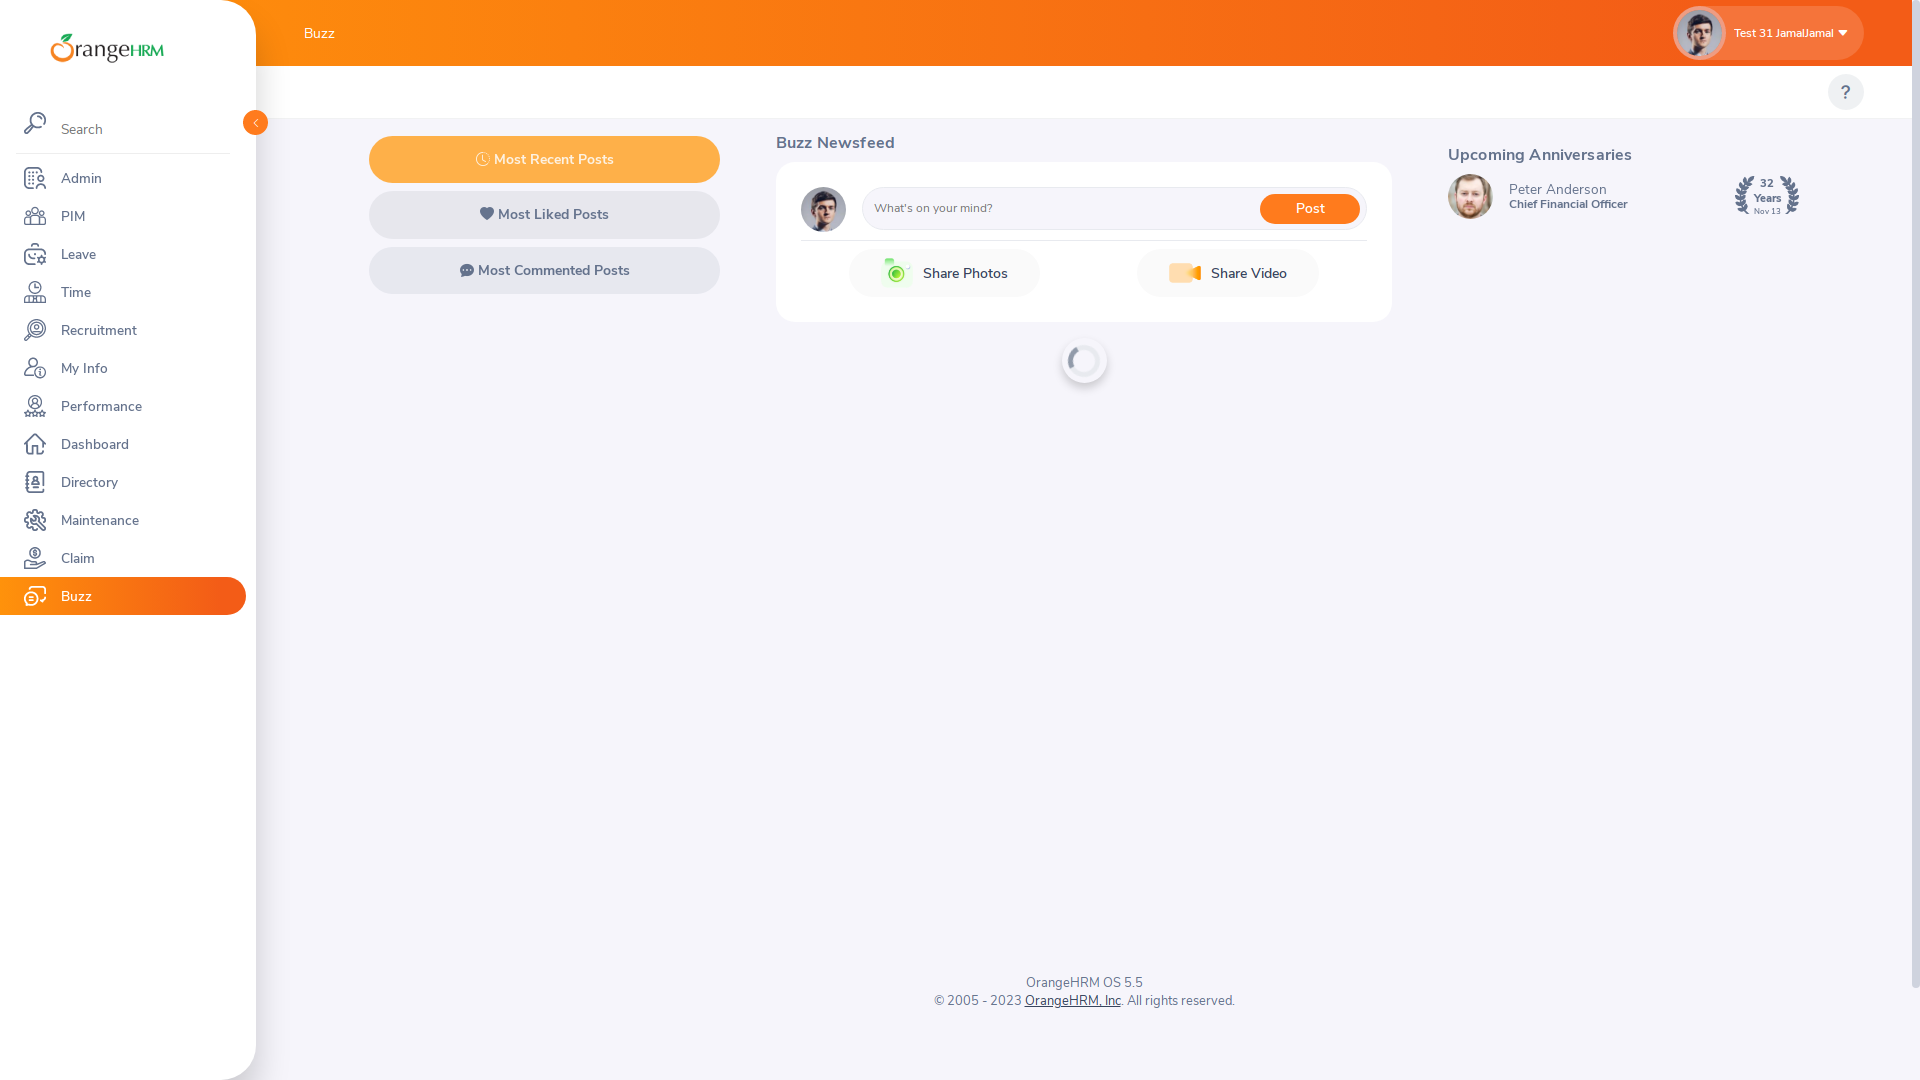 OrangeHRM
Search
Admin
PIM
Leave
Time
Recruitment
My Info
Performance
Dashboard
Directory
Maintenance
Claim
Buzz
Buzz
Test 31 JamalJamal
?
Most Recent Posts
Most Liked Posts
Most Commented Posts
Buzz Newsfeed
What's on your mind?
Post
Share Photos
Share Video
Upcoming Anniversaries
Peter Anderson
Chief Financial Officer
32
Years
Nov 13
OrangeHRM OS 5.5
© 2005 - 2023 OrangeHRM, Inc. All rights reserved.